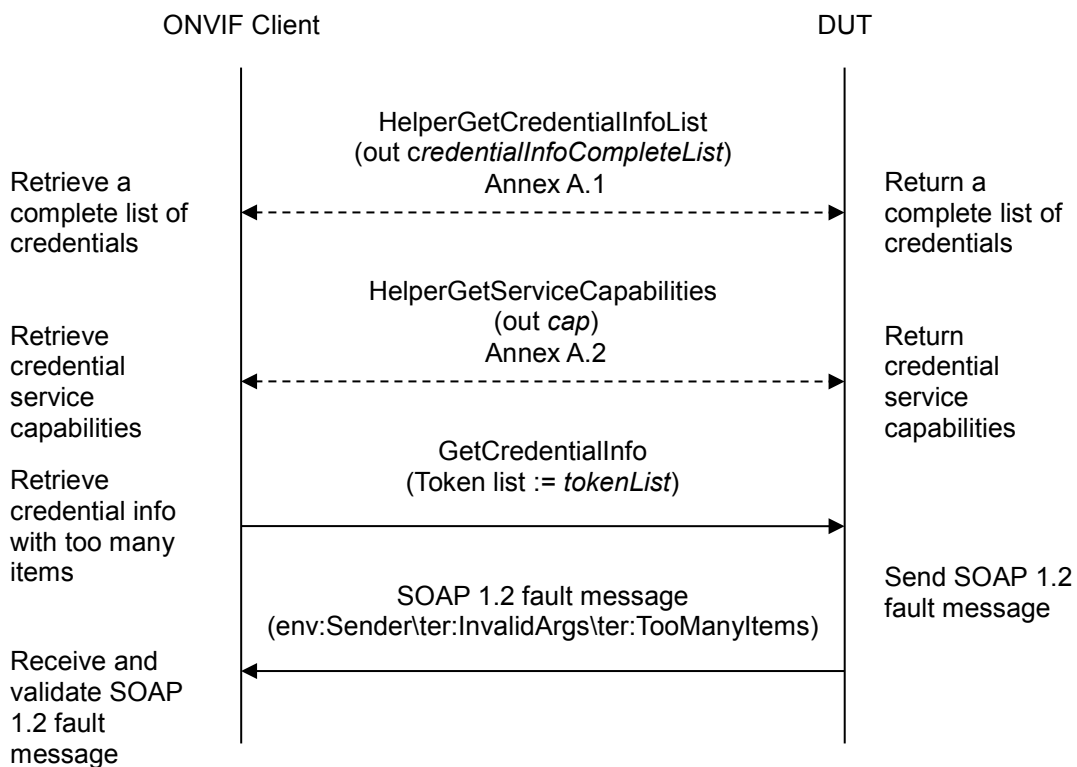 ONVIF Client
DUT
HelperGetCredentialInfoList
(out credentialInfoCompleteList)
Annex A.1
Retrieve a
complete list of
credentials
Return a
complete list of
credentials
HelperGetServiceCapabilities
(out cap)
Annex A.2
Retrieve
credential
service
capabilities
Return
credential
service
capabilities
GetCredentialInfo
(Token list := tokenList)
Retrieve
credential info
with too many
items
SOAP 1.2 fault message
(env:Sender\ter:InvalidArgs\ter:TooManyItems)
Send SOAP 1.2
fault message
Receive and
validate SOAP
1.2 fault
message